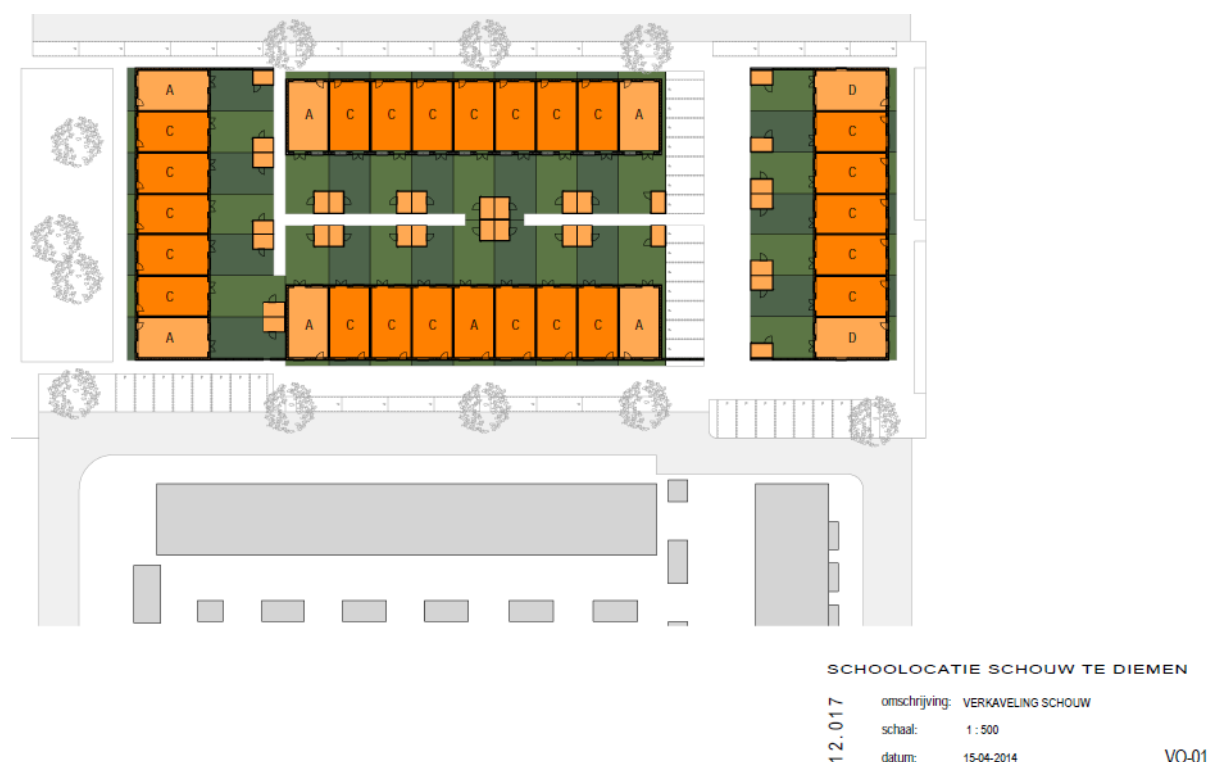 A
C
C
C
C
C
A
A C C C C C C C A
A C C C A C C C A
D
C
C
C
C
C
D
SCHOOLOCATIE SCHOUW TE DIEMEN
12.017
omschrijving: VERKAVELING SCHOUW
schaal: 1 : 500
datum: 15-04-2014 VO-01